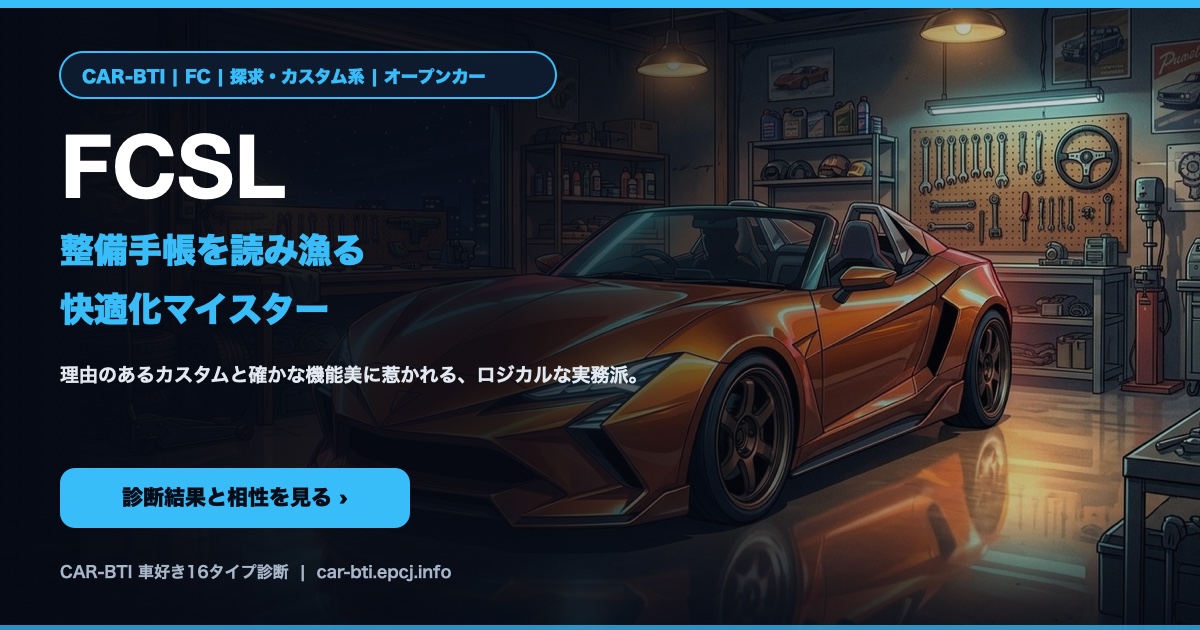 CAR-BTI | FC | 探求・カスタム系 | オープンカー
FCSL
整備手帳を読み漁る
快適化マイスター
理由のあるカスタムと確かな機能美に惹かれる、ロジカルな実務派。
診断結果と相性を見る ›
CAR-BTI 車好き16タイプ診断 | car-bti.epcj.info